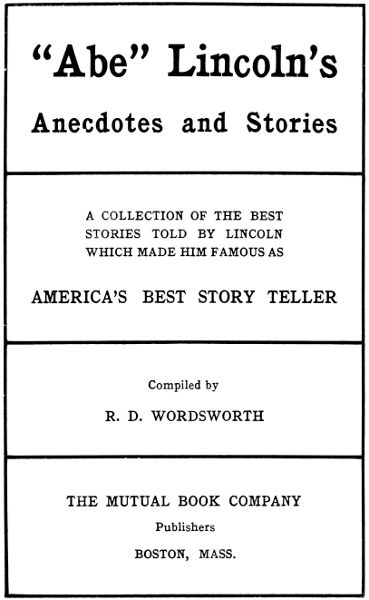 “Abe” Lincoln’s
Anecdotes and Stories
A COLLECTION OF THE BEST
STORIES TOLD BY LINCOLN
WHICH MADE HIM FAMOUS AS
AMERICA’S BEST STORY TELLER
Compiled by
R. D. WORDSWORTH
THE MUTUAL BOOK COMPANY
Publishers
BOSTON, MASS.